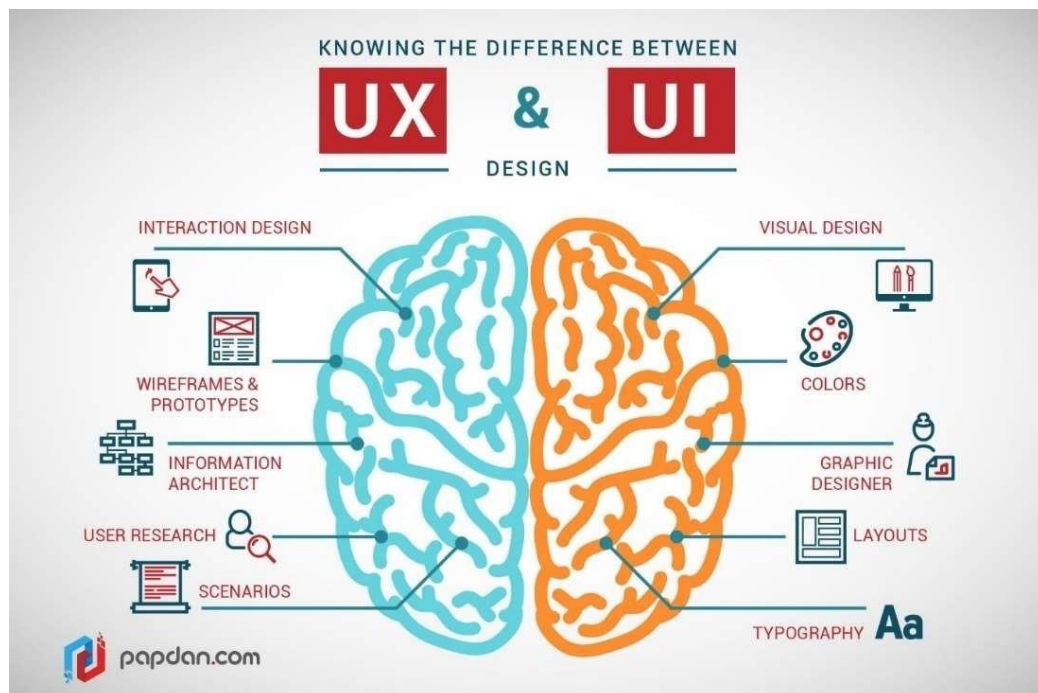 KNOWING THE DIFFERENCE BETWEEN
UX & UI
DESIGN
INTERACTION DESIGN
WIREFRAMES &
PROTOTYPES
INFORMATION
ARCHITECT
USER RESEARCH
SCENARIOS
VISUAL DESIGN
COLORS
GRAPHIC
DESIGNER
LAYOUTS
TYPOGRAPHY Aa
papdan.com